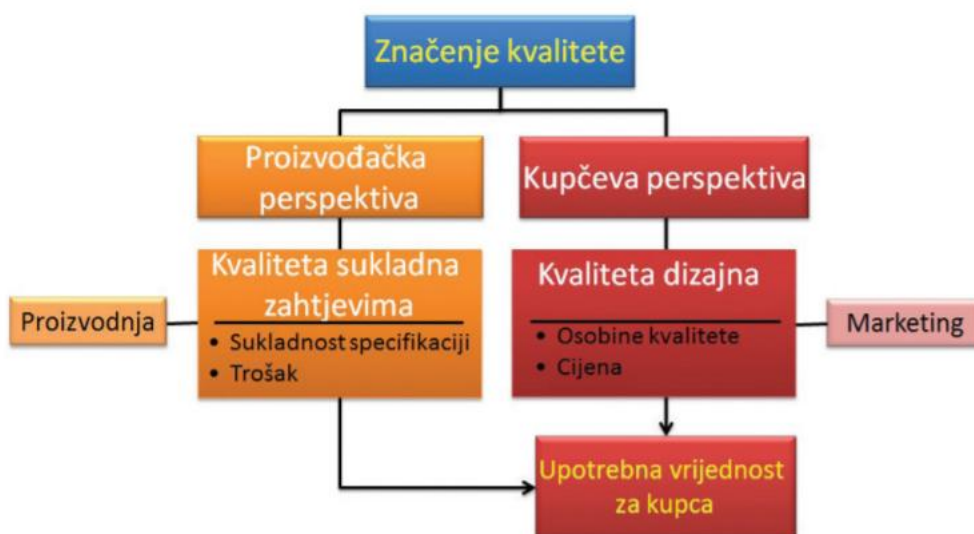 Značenje kvalitete
Proizvođačka
perspektiva
Kupčeva perspektiva
Kvaliteta sukladna
zahtjevima
• Sukladnost specifikaciji
• Trošak
Kvaliteta dizajna
• Osobine kvalitete
• Cijena
Proizvodnja
Marketing
Upotrebna vrijednost
za kupca